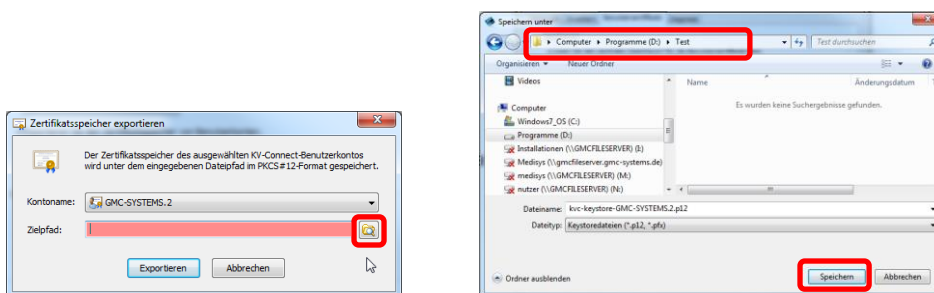 Zertifikatsspeicher exportieren
Der Zertifikatsspeicher des ausgewählten KV-Connect-Benutzerkontos
wird unter dem eingegebenen Dateipfad im PKCS#12-Format gespeichert.
Kontoname:
GMC-SYSTEMS.2
Zielpfad:
Exportieren
Abbrechen
Speichern unter
Computer
Programme (D:)
Test
Test durchsuchen
Organisieren
Neuer Ordner
Videos
Computer
Windows7_OS (C:)
Programme (D:)
Installationen (\\GMCFILESERVER) (I:)
Medisys (\\gmcfileserver.gmc-systems.de)
medisys (\\GMCFILESERVER) (M:)
nutzer (\\GMCFILESERVER) (N:)
Name
Änderungsdatum
Es wurden keine Suchergebnisse gefunden.
Dateiname:
kvc-keystore-GMC-SYSTEMS.2.p12
Dateityp:
Keystoredateien (*.p12, *.pfx)
Ordner ausblenden
Speichern
Abbrechen